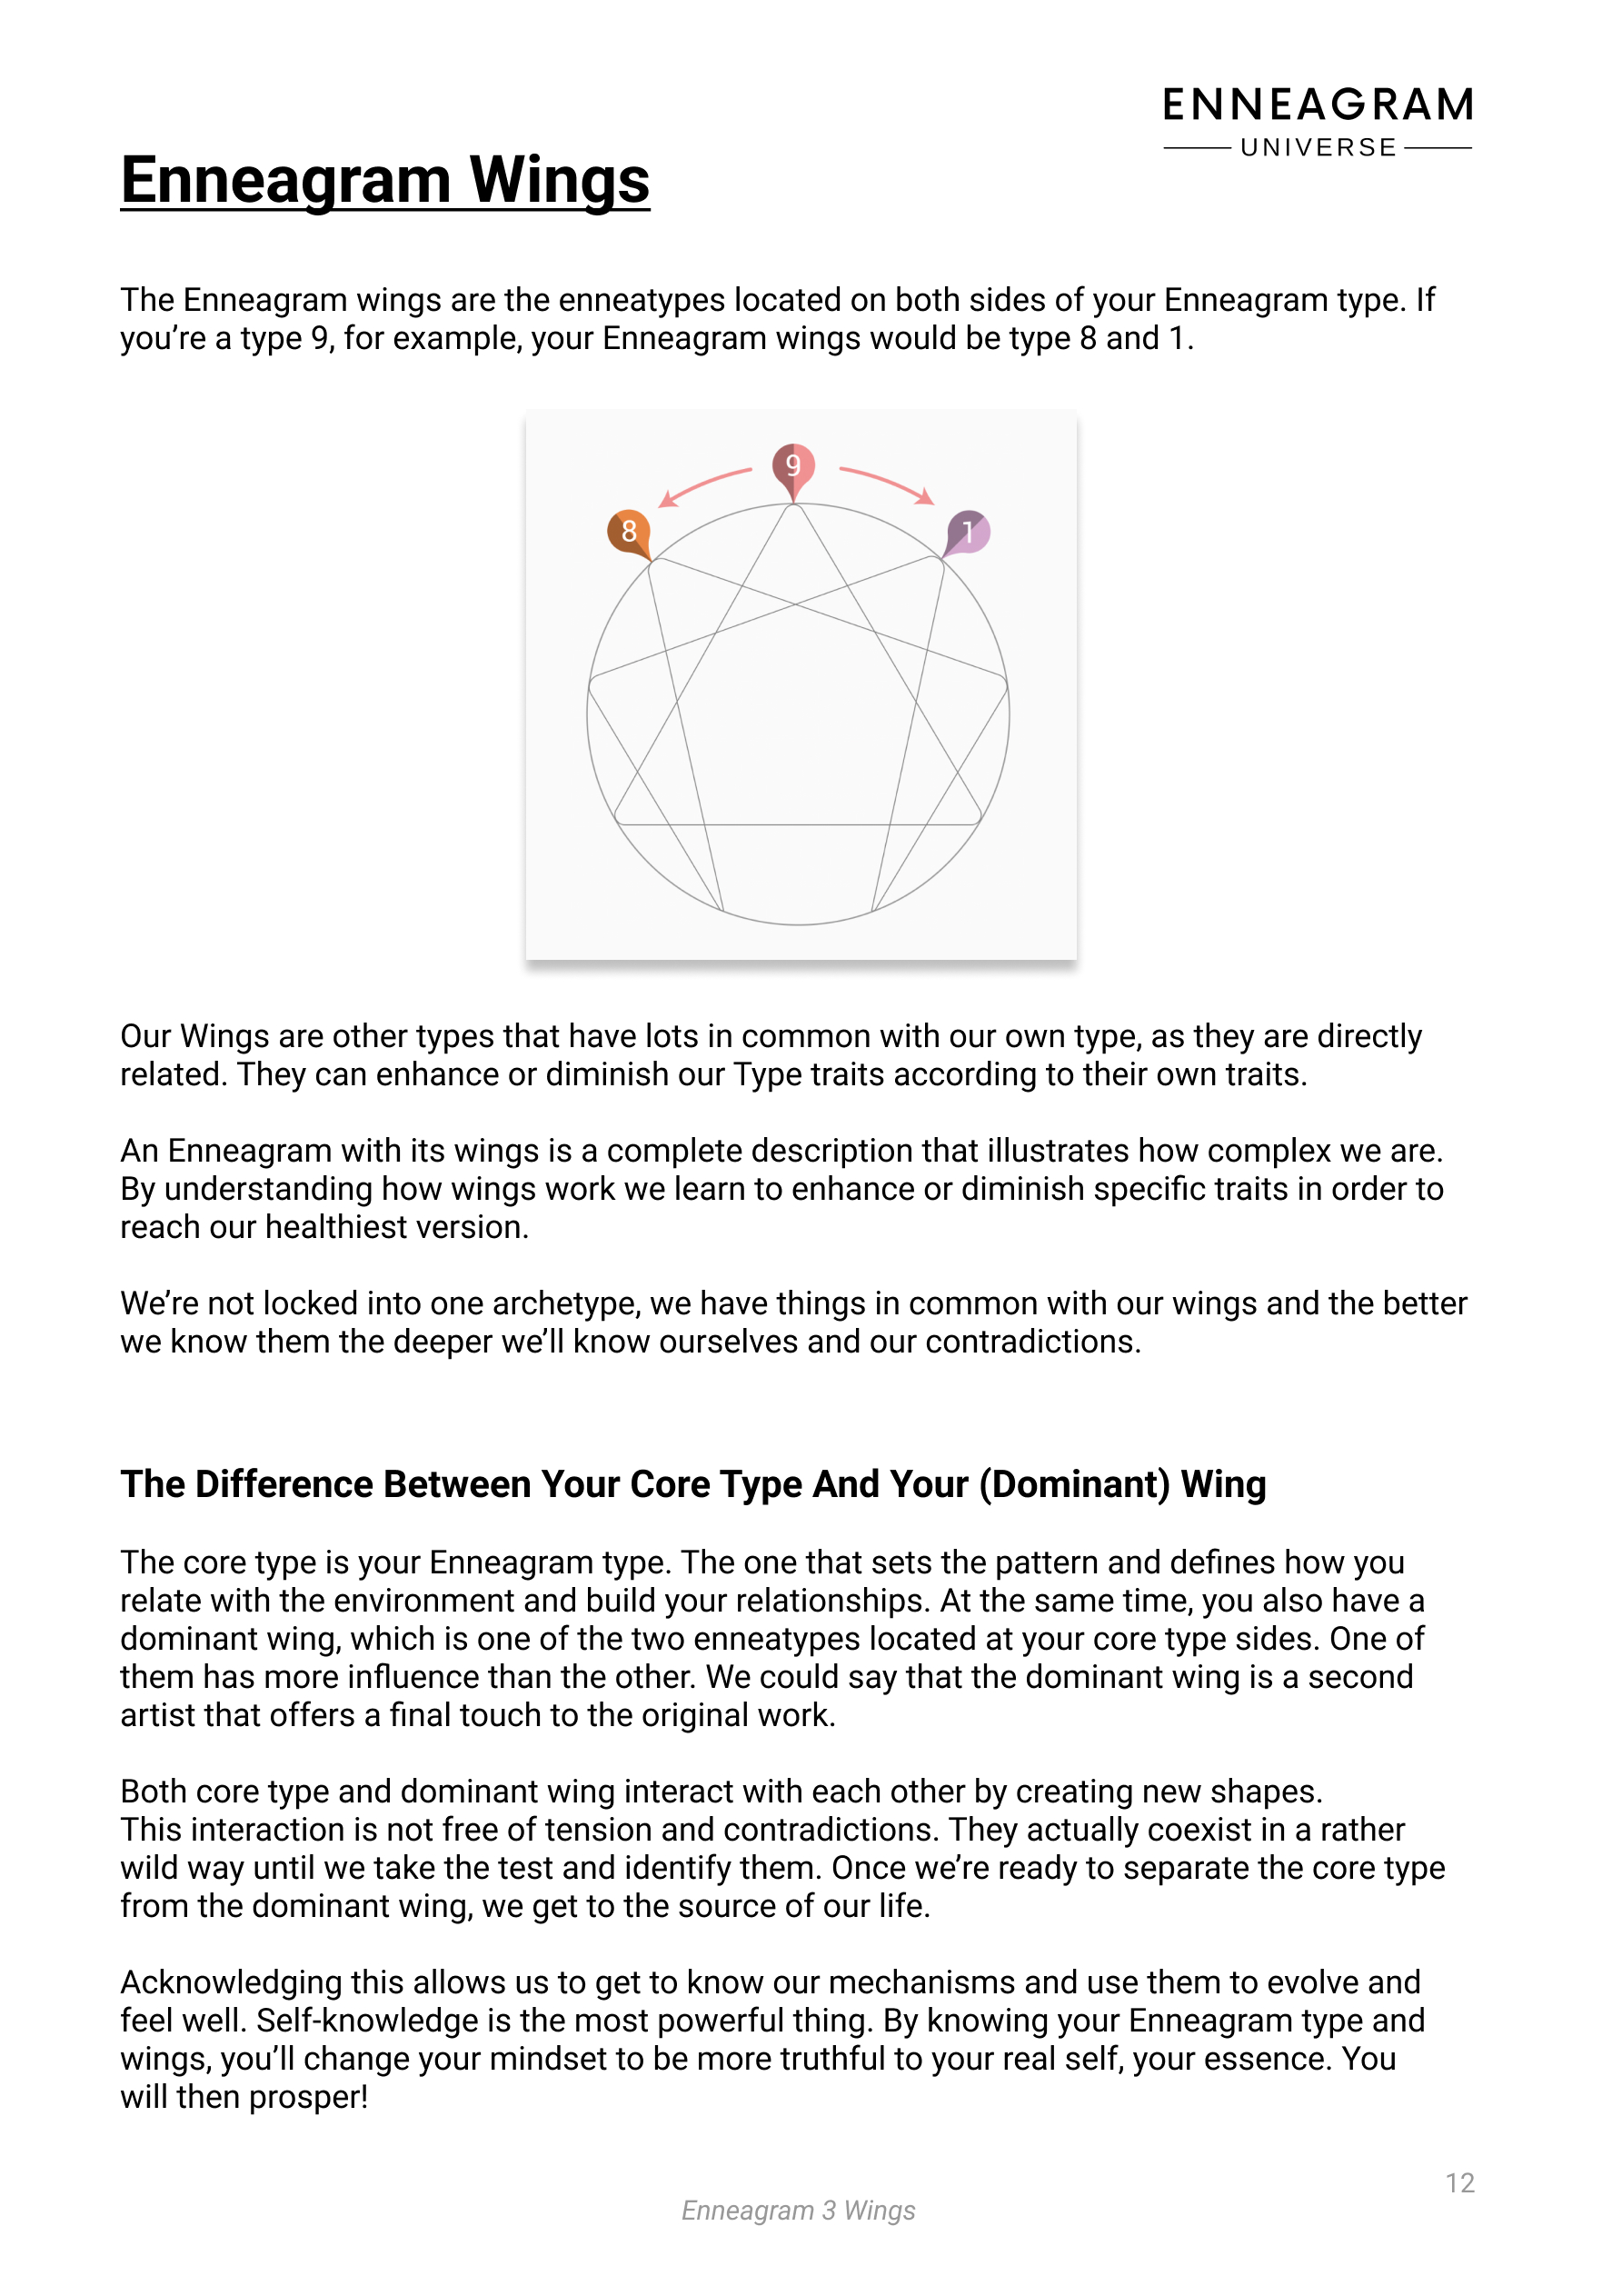 ENNEAGRAM
UNIVERSE
Enneagram Wings
The Enneagram wings are the enneatypes located on both sides of your Enneagram type. If
you’re a type 9, for example, your Enneagram wings would be type 8 and 1.
9
8
1
Our Wings are other types that have lots in common with our own type, as they are directly
related. They can enhance or diminish our Type traits according to their own traits.
An Enneagram with its wings is a complete description that illustrates how complex we are.
By understanding how wings work we learn to enhance or diminish specific traits in order to
reach our healthiest version.
We’re not locked into one archetype, we have things in common with our wings and the better
we know them the deeper we’ll know ourselves and our contradictions.
The Difference Between Your Core Type And Your (Dominant) Wing
The core type is your Enneagram type. The one that sets the pattern and defines how you
relate with the environment and build your relationships. At the same time, you also have a
dominant wing, which is one of the two enneatypes located at your core type sides. One of
them has more influence than the other. We could say that the dominant wing is a second
artist that offers a final touch to the original work.
Both core type and dominant wing interact with each other by creating new shapes.
This interaction is not free of tension and contradictions. They actually coexist in a rather
wild way until we take the test and identify them. Once we’re ready to separate the core type
from the dominant wing, we get to the source of our life.
Acknowledging this allows us to get to know our mechanisms and use them to evolve and
feel well. Self-knowledge is the most powerful thing. By knowing your Enneagram type and
wings, you’ll change your mindset to be more truthful to your real self, your essence. You
will then prosper!
12
Enneagram 3 Wings